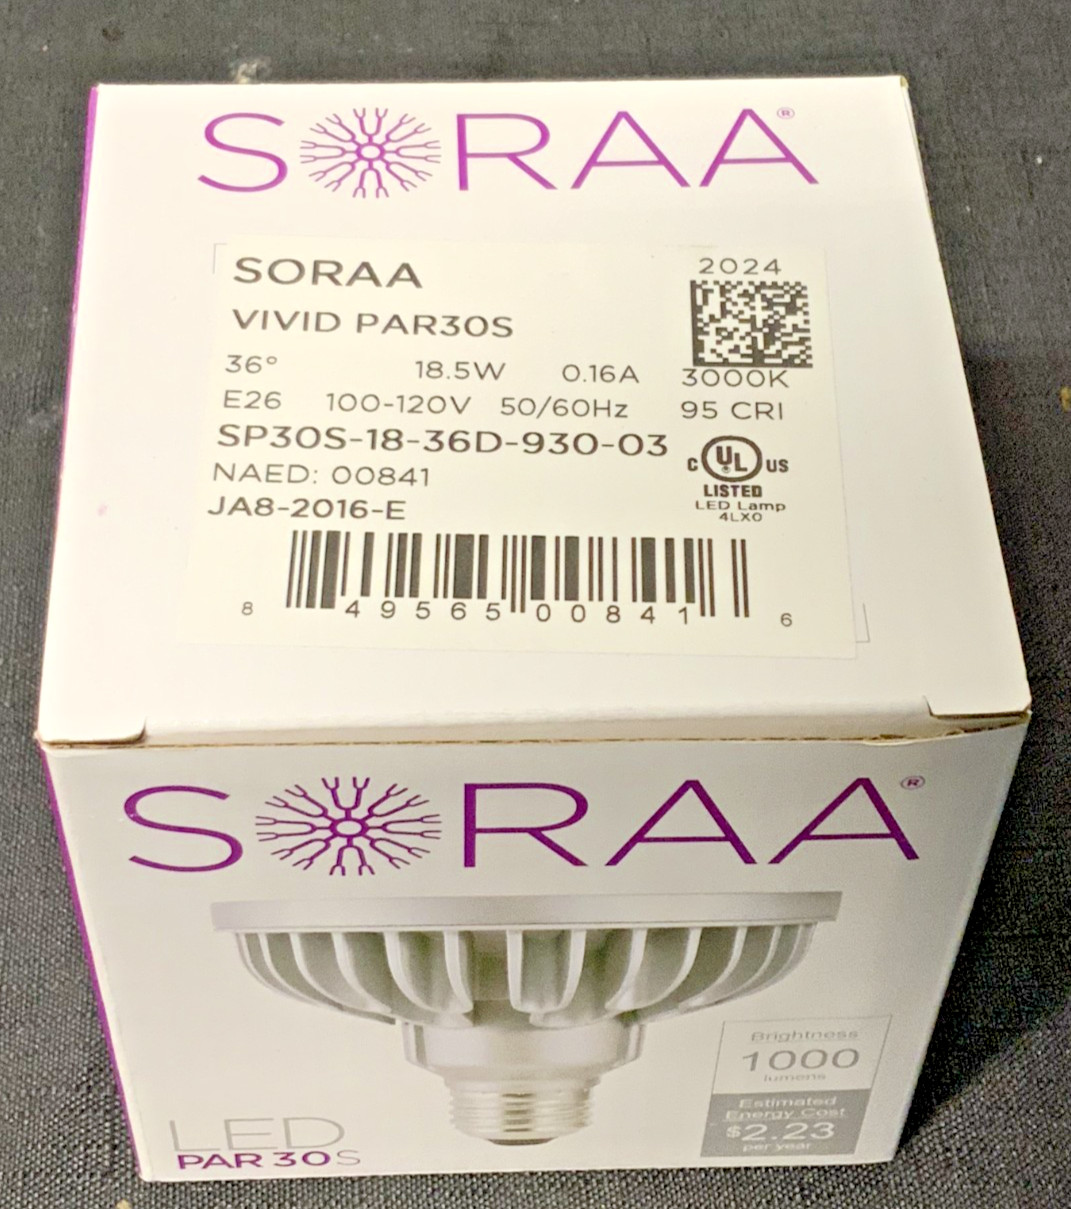 SORAA®
SORAA
2024
VIVID PAR30S
36° 18.5W 0.16A 3000K
E26 100-120V 50/60Hz 95 CRI
SP30S-18-36D-930-03
NAED: 00841
JA8-2016-E
C UL® US
LISTED
LED Lamp
4LX0
8 49565 00841 6
SORAA®
Brightness
1000
lumens
Estimated
Energy Cost
$2.23
per year
LED
PAR 30S